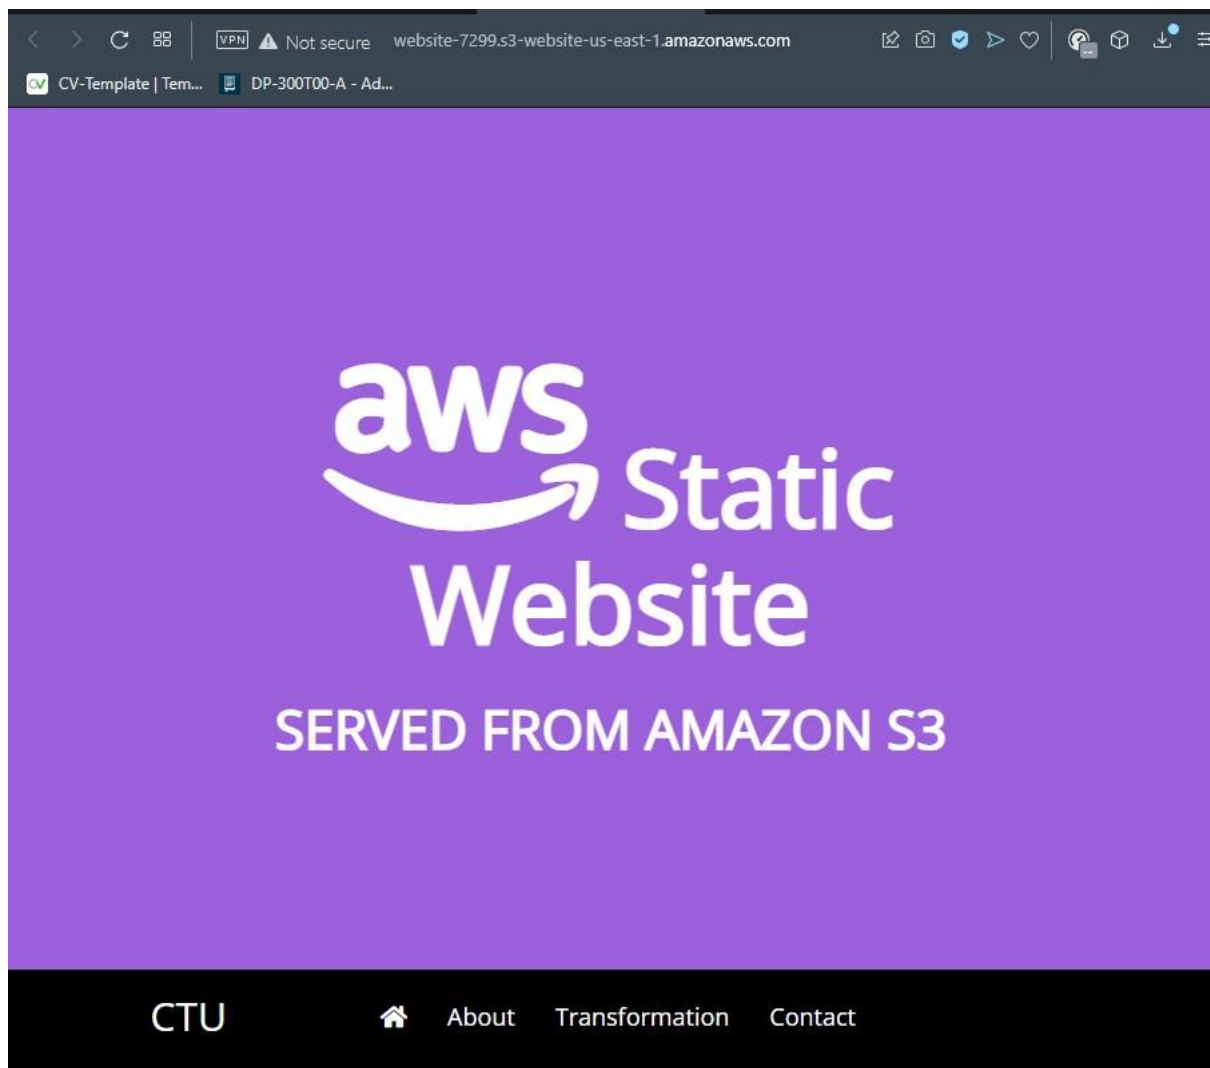 VPN Not secure website-7299.s3-website-us-east-1.amazonaws.com
CV CV-Template | Tem... DP-300T00-A - Ad...
aws
Static
Website
SERVED FROM AMAZON S3
CTU About Transformation Contact